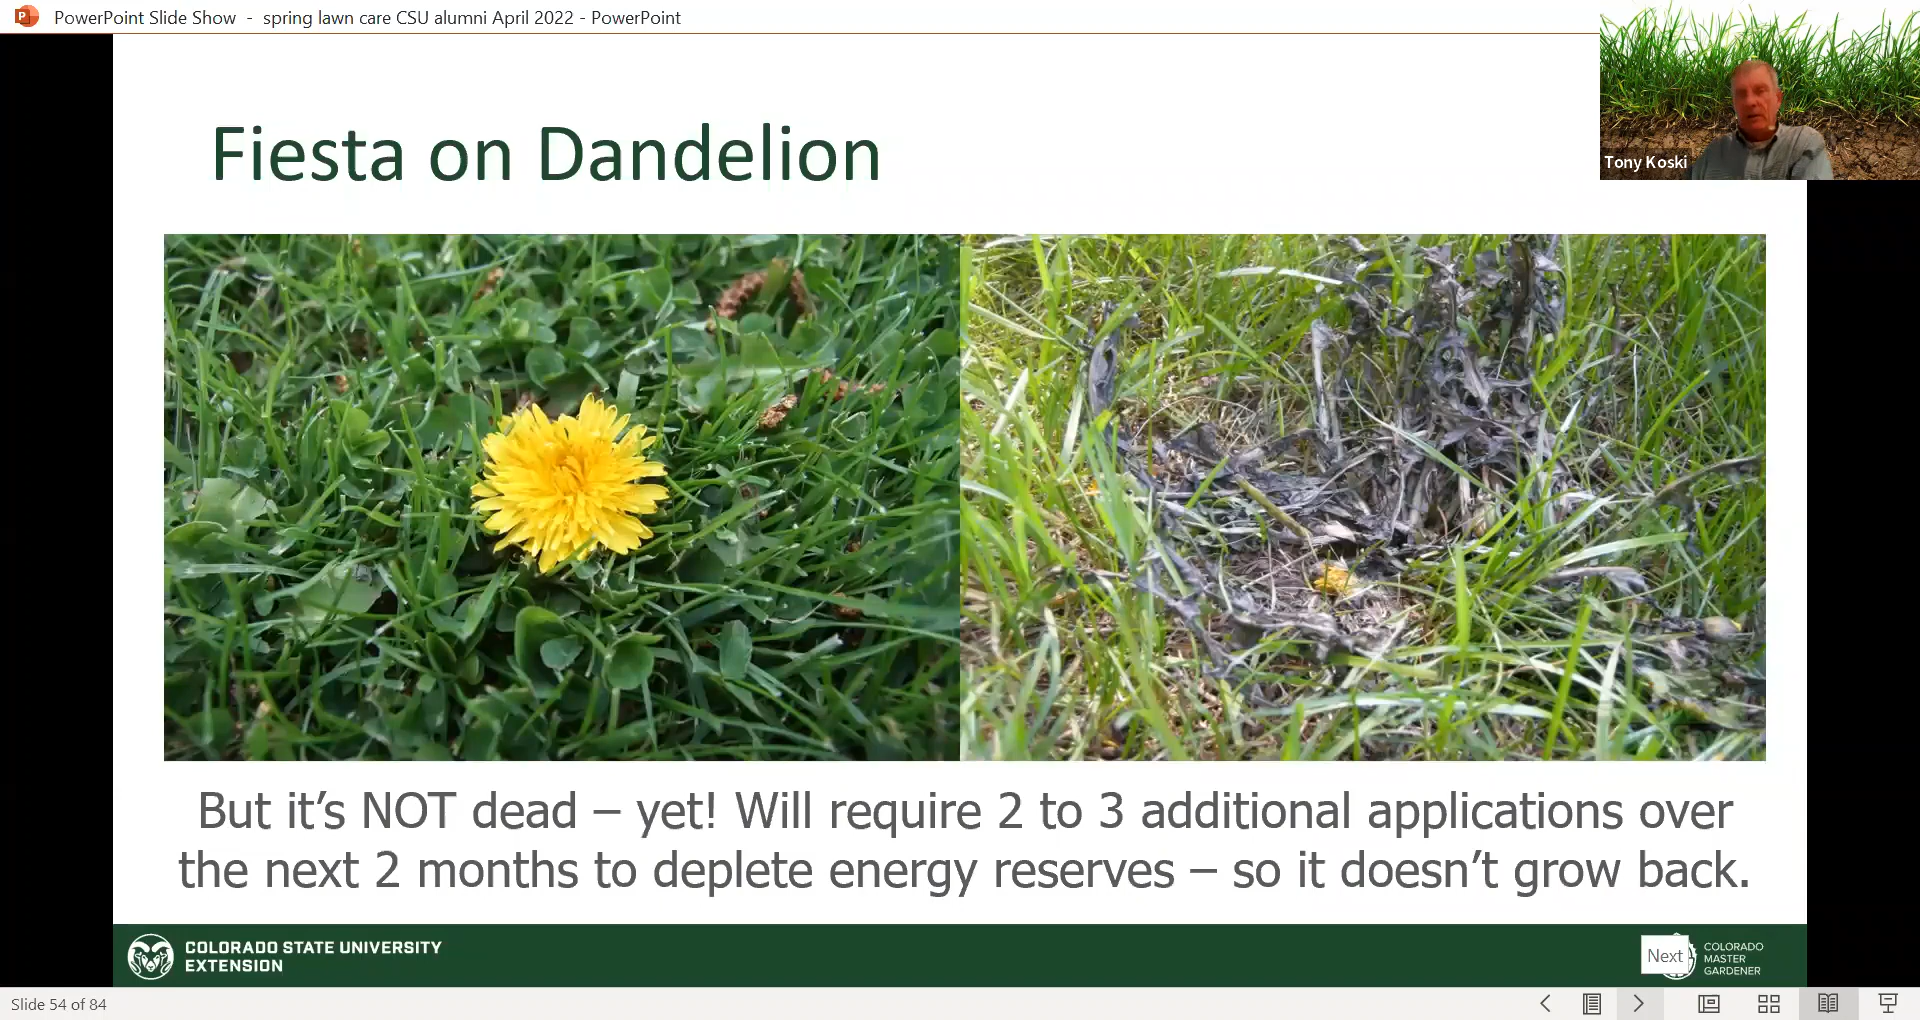 PowerPoint Slide Show - spring lawn care CSU alumni April 2022 - PowerPoint
Tony Koski
Fiesta on Dandelion
But it’s NOT dead – yet! Will require 2 to 3 additional applications over
the next 2 months to deplete energy reserves – so it doesn’t grow back.
COLORADO STATE UNIVERSITY
EXTENSION
Next
COLORADO
MASTER
GARDENER
Slide 54 of 84